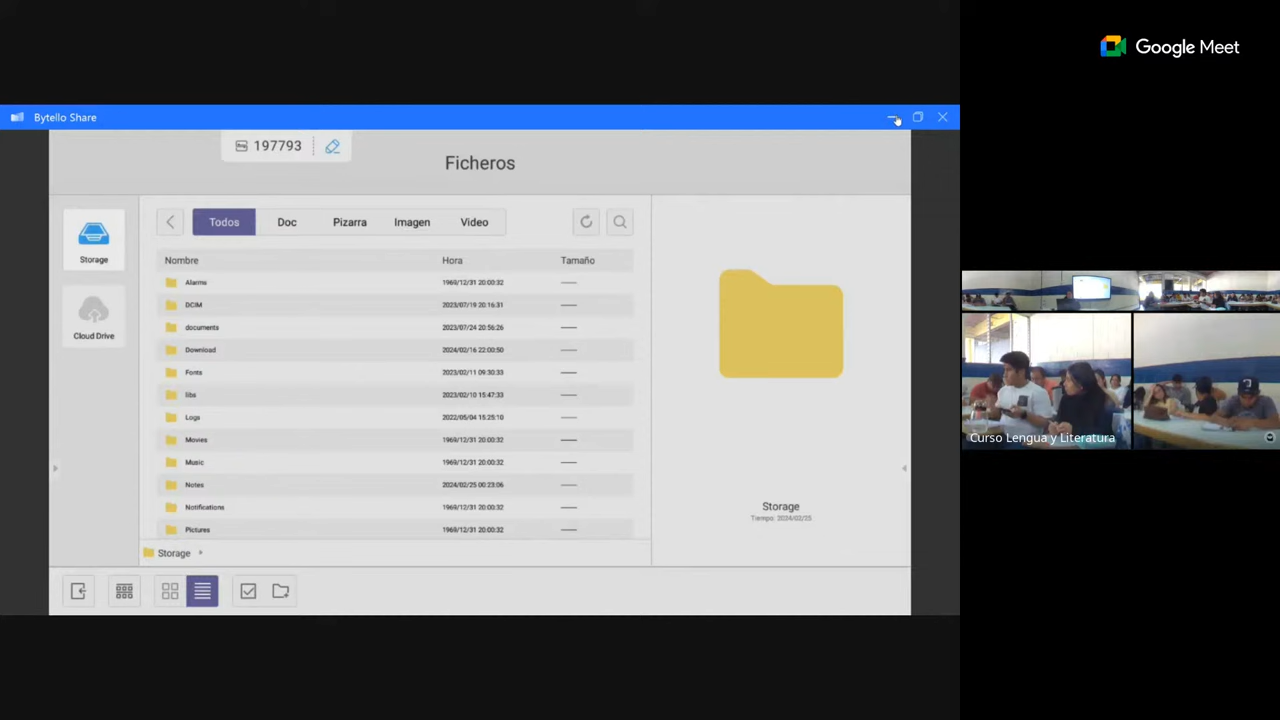 Google Meet
Bytello Share
197793
Ficheros
Todos
Doc
Pizarra
Imagen
Video
Storage
Cloud Drive
Nombre Hora Tamaño
Alarms 1969/12/31 20:00:32 ——
DCIM 2023/07/19 20:16:31 ——
documents 2023/07/24 20:56:26 ——
Download 2024/02/16 22:00:50 ——
Fonts 2023/02/11 09:30:33 ——
libs 2023/02/10 15:47:33 ——
Logs 2022/05/04 15:25:10 ——
Movies 1969/12/31 20:00:32 ——
Music 1969/12/31 20:00:32 ——
Notes 2024/02/25 00:23:06 ——
Notifications 1969/12/31 20:00:32 ——
Pictures 1969/12/31 20:00:32 ——
Storage
Storage
Tiempo: 2024/02/25
Curso Lengua y Literatura